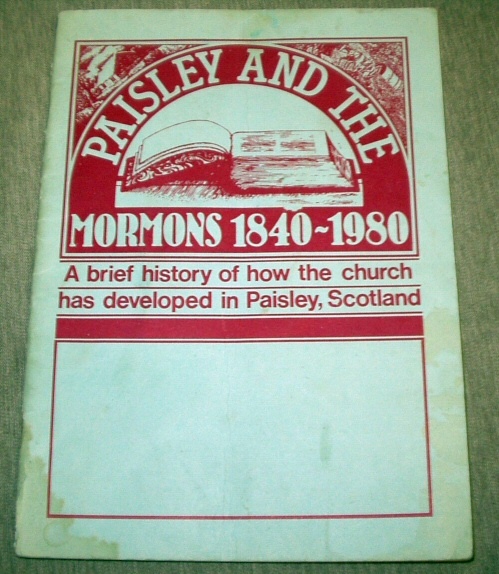 PAISLEY AND THE
MORMONS 1840~1980
A brief history of how the church
has developed in Paisley, Scotland